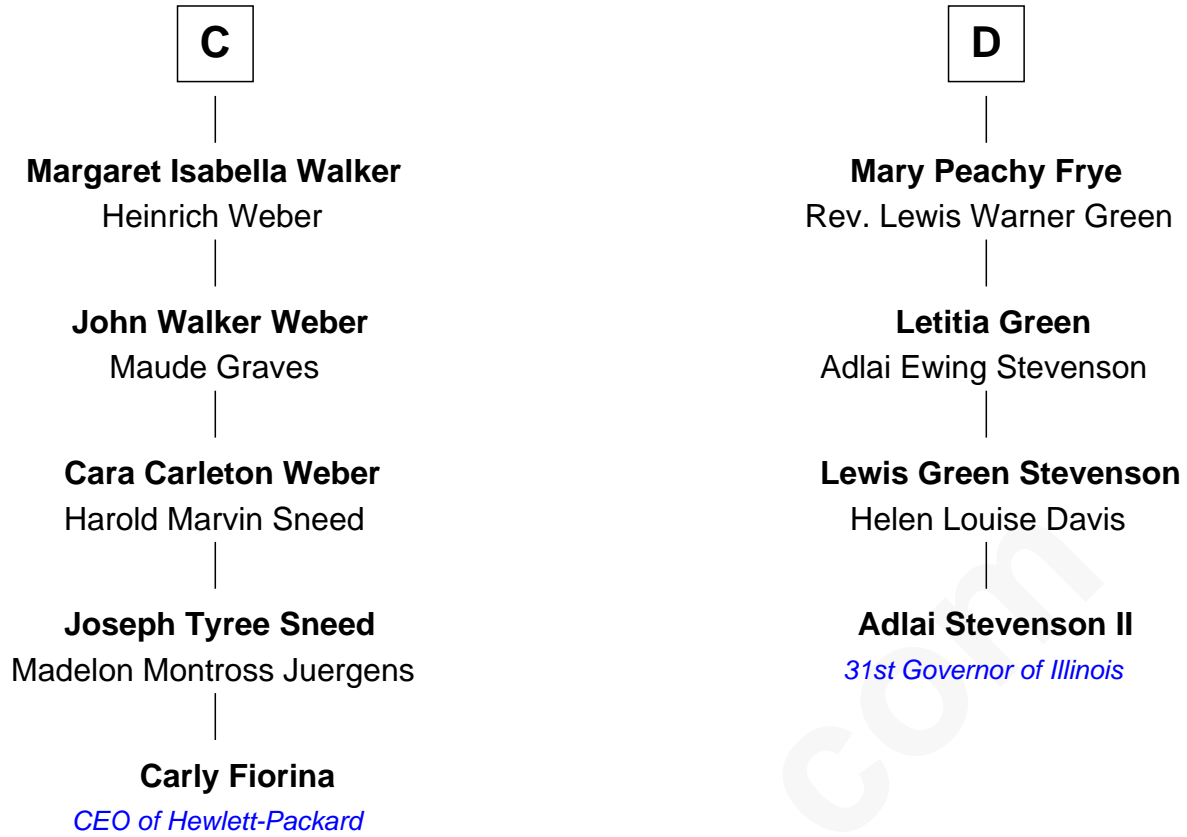 C
Margaret Isabella Walker
Heinrich Weber
John Walker Weber
Maude Graves
Cara Carleton Weber
Harold Marvin Sneed
Joseph Tyree Sneed
Madelon Montross Juergens
Carly Fiorina
CEO of Hewlett-Packard
D
Mary Peachy Frye
Rev. Lewis Warner Green
Letitia Green
Adlai Ewing Stevenson
Lewis Green Stevenson
Helen Louise Davis
Adlai Stevenson II
31st Governor of Illinois
com